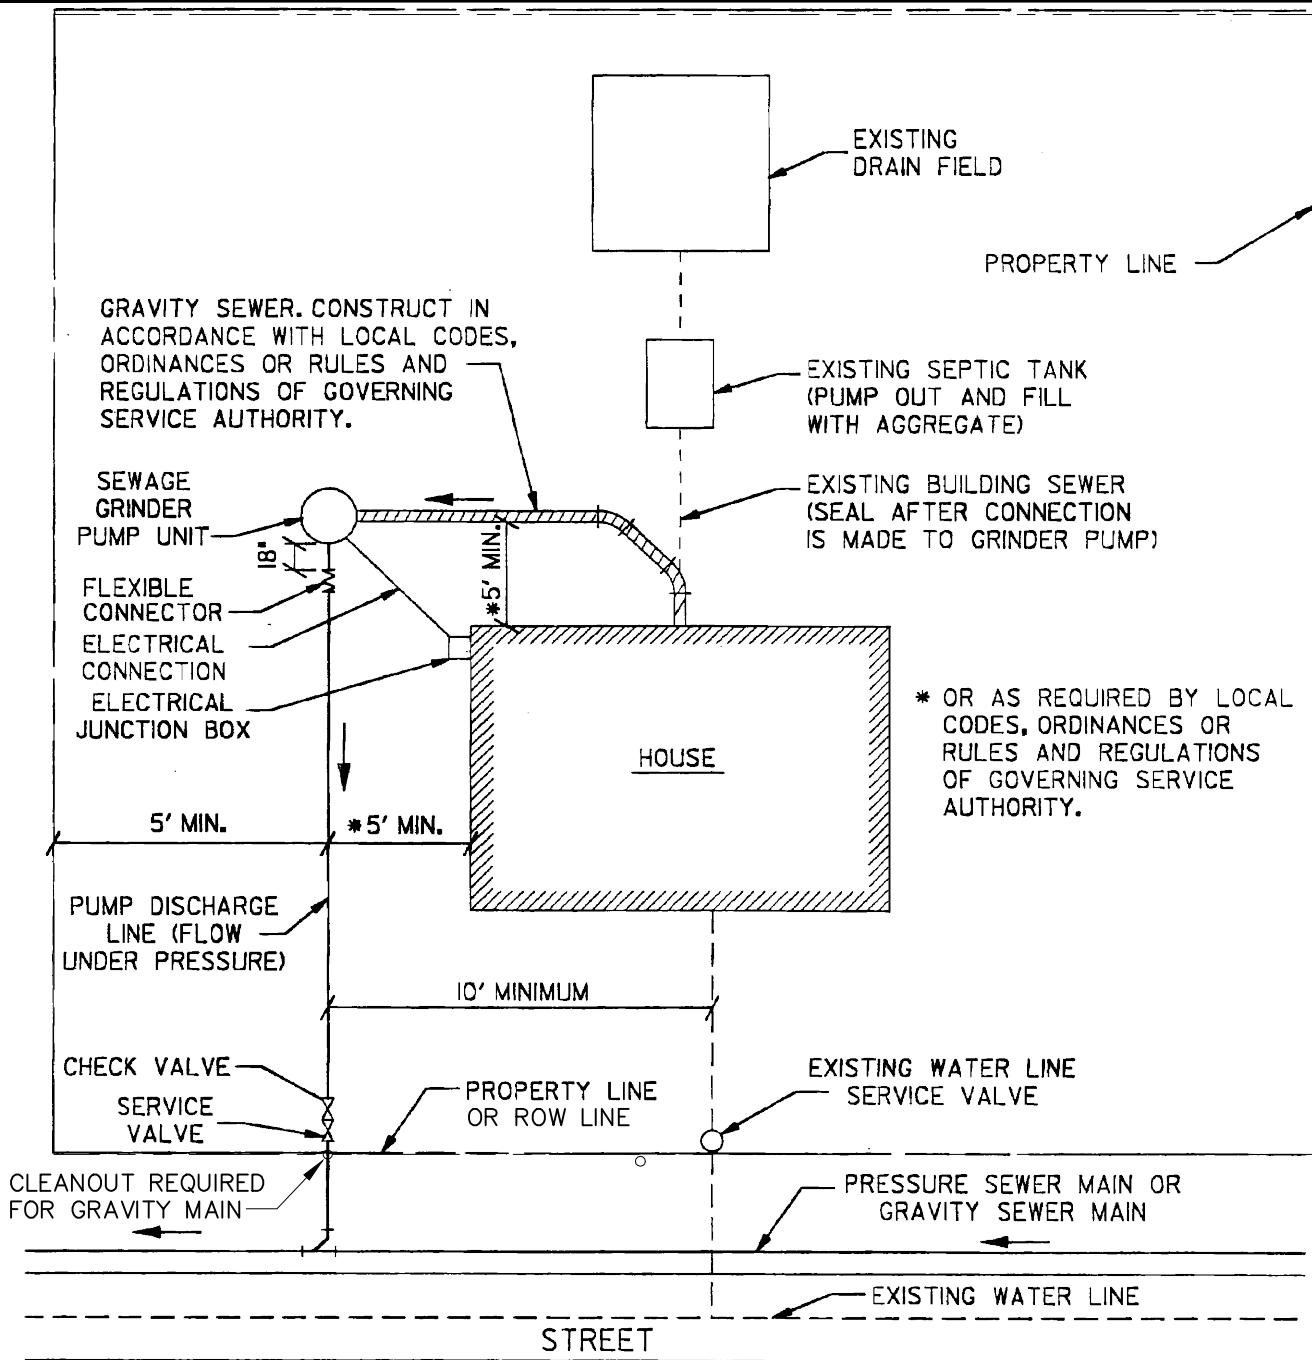 EXISTING
DRAIN FIELD
PROPERTY LINE
GRAVITY SEWER. CONSTRUCT IN
ACCORDANCE WITH LOCAL CODES,
ORDINANCES OR RULES AND
REGULATIONS OF GOVERNING
SERVICE AUTHORITY.
EXISTING SEPTIC TANK
(PUMP OUT AND FILL
WITH AGGREGATE)
SEWAGE
GRINDER
PUMP UNIT
EXISTING BUILDING SEWER
(SEAL AFTER CONNECTION
IS MADE TO GRINDER PUMP)
18"
*5' MIN.
FLEXIBLE
CONNECTOR
ELECTRICAL
CONNECTION
ELECTRICAL
JUNCTION BOX
HOUSE
* OR AS REQUIRED BY LOCAL
CODES, ORDINANCES OR
RULES AND REGULATIONS
OF GOVERNING SERVICE
AUTHORITY.
5' MIN.
*5' MIN.
PUMP DISCHARGE
LINE (FLOW
UNDER PRESSURE)
10' MINIMUM
CHECK VALVE
SERVICE
VALVE
PROPERTY LINE
OR ROW LINE
EXISTING WATER LINE
SERVICE VALVE
CLEANOUT REQUIRED
FOR GRAVITY MAIN
PRESSURE SEWER MAIN OR
GRAVITY SEWER MAIN
EXISTING WATER LINE
STREET